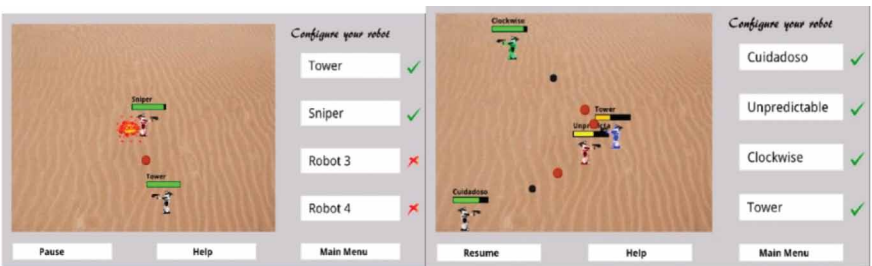 Configure your robot
Tower
Sniper
Robot 3
Robot 4
Sniper
Tower
Pause
Help
Main Menu
Configure your robot
Cuidadoso
Unpredictable
Clockwise
Tower
Clockwise
Tower
Cuidadoso
Resume
Help
Main Menu